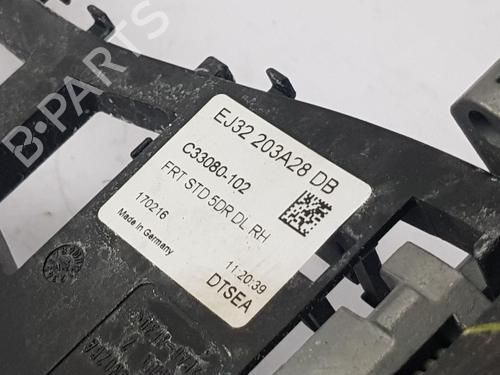 B-PARTS
EJ32 203A28 DB
C33080-102
FRT STD 5DR DL RH
170216
11:20:39
Made in Germany
DTSEA